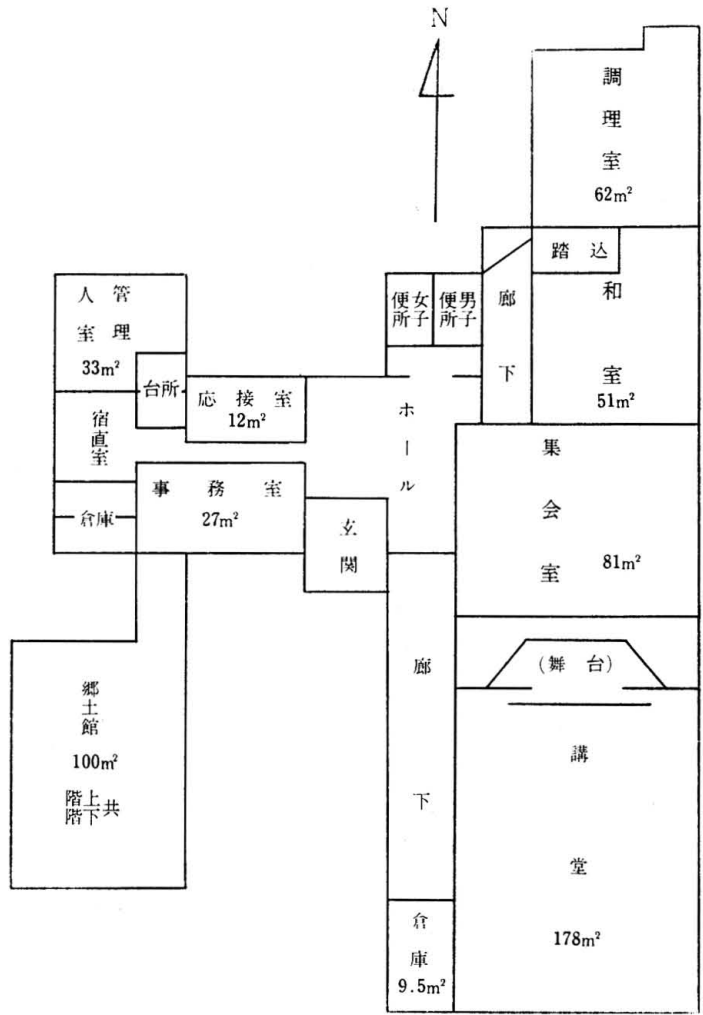 N
調理室
62m²
踏込
和室
51m²
廊下
女子便所
男子便所
管理人室
33m²
台所
応接室
12m²
宿直室
ホール
事務室
27m²
倉庫
玄関
集会室
81m²
(舞台)
廊下
講堂
178m²
倉庫
9.5m²
郷土館
100m²
階上階下共